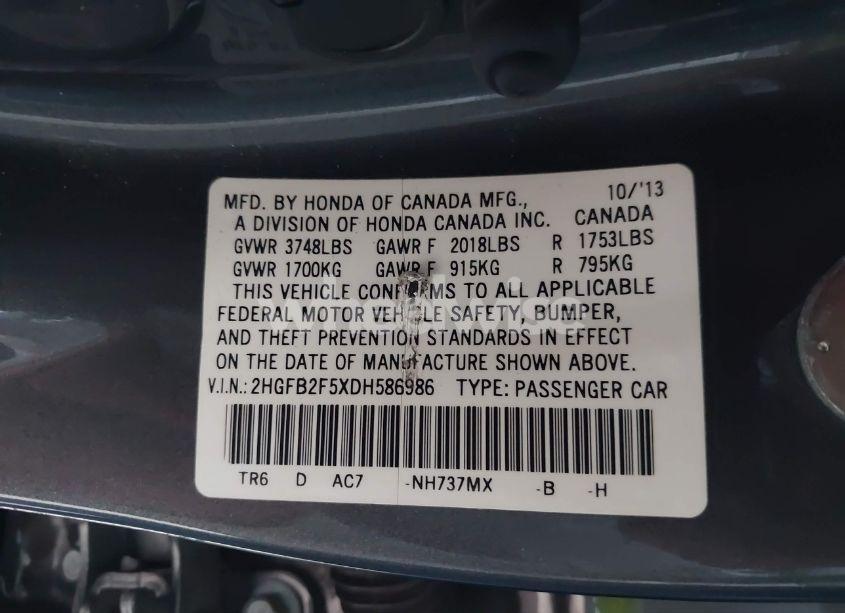 MFD. BY HONDA OF CANADA MFG., 10/'13
A DIVISION OF HONDA CANADA INC. CANADA
GVWR 3748LBS GAWR F 2018LBS R 1753LBS
GVWR 1700KG GAWR F 915KG R 795KG
THIS VEHICLE CONFORMS TO ALL APPLICABLE
FEDERAL MOTOR VEHICLE SAFETY, BUMPER,
AND THEFT PREVENTION STANDARDS IN EFFECT
ON THE DATE OF MANUFACTURE SHOWN ABOVE.
V.I.N.: 2HGFB2F5XDH586986 TYPE: PASSENGER CAR
TR6 D AC7 -NH737MX -B -H